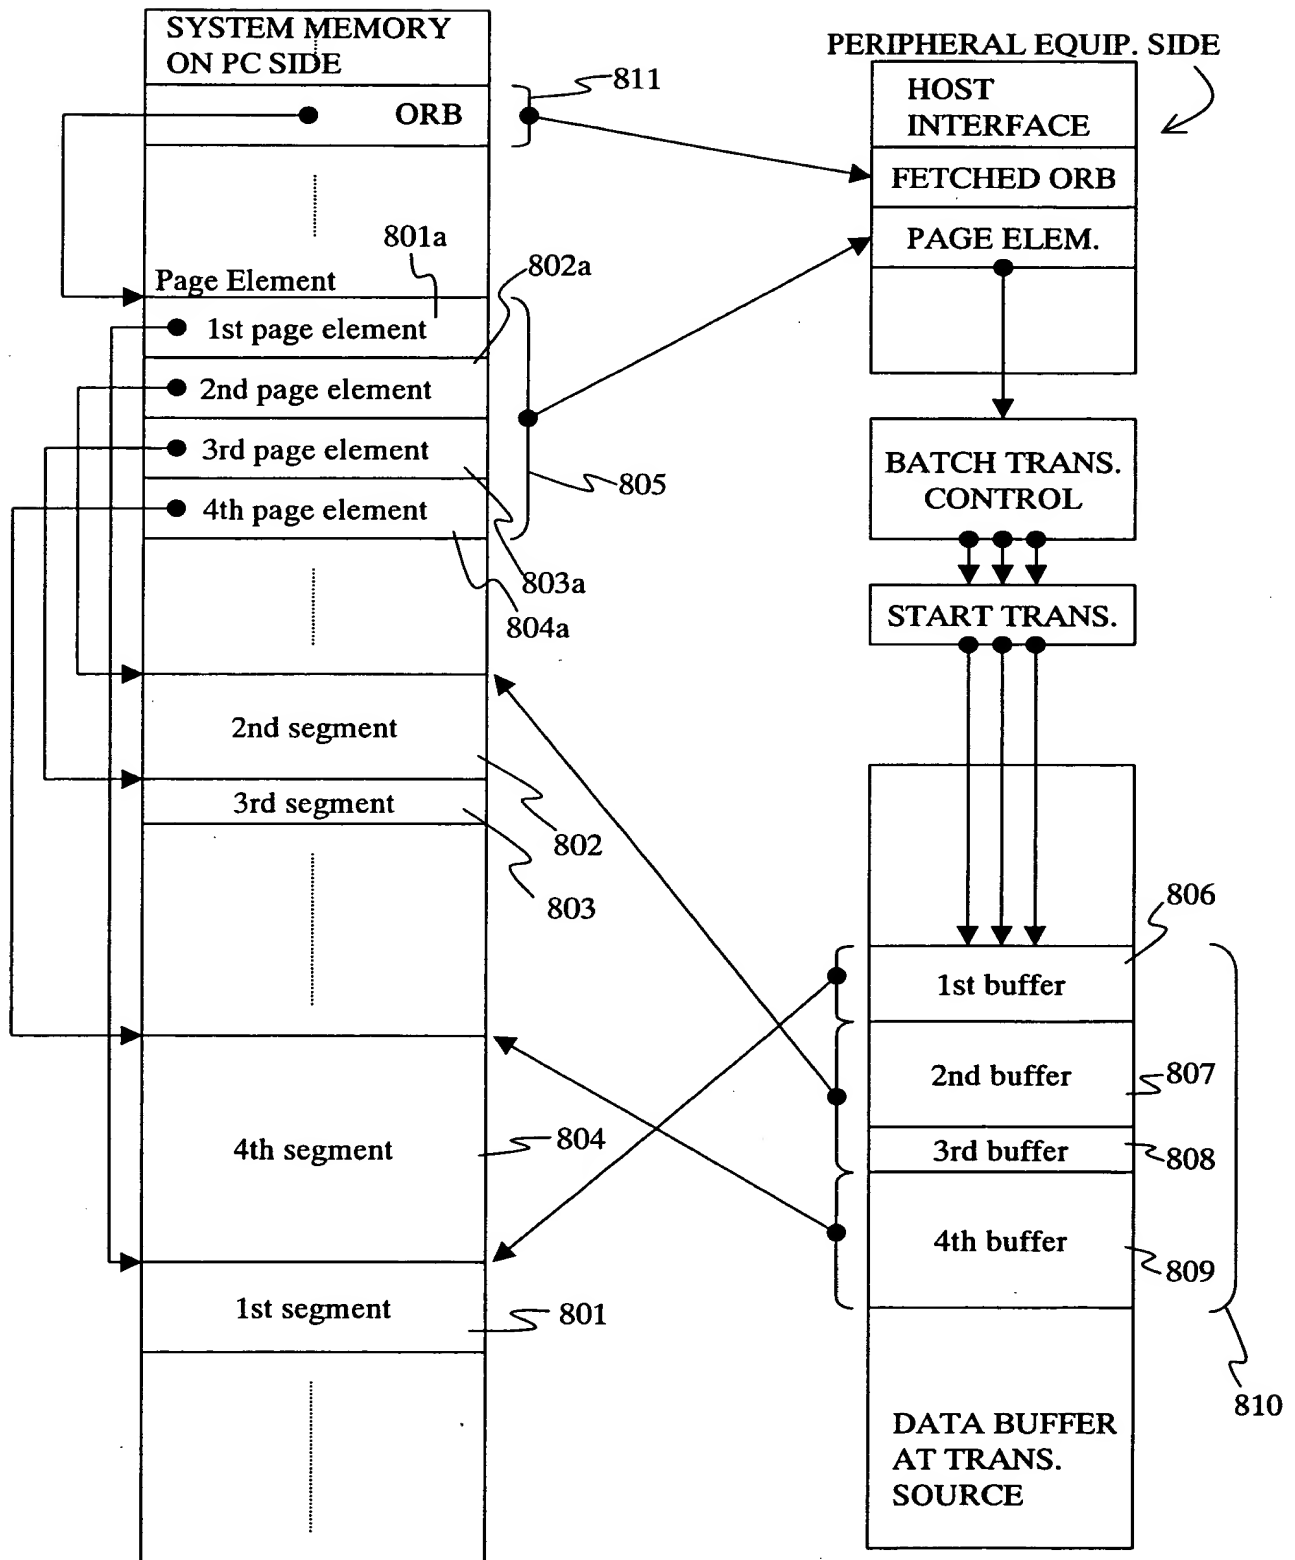 SYSTEM MEMORY
ON PC SIDE
ORB
811
801a
802a
Page Element
1st page element
2nd page element
3rd page element
4th page element
805
803a
804a
2nd segment
3rd segment
802
803
4th segment
804
1st segment
801
PERIPHERAL EQUIP. SIDE
HOST
INTERFACE
FETCHED ORB
PAGE ELEM.
BATCH TRANS.
CONTROL
START TRANS.
806
1st buffer
2nd buffer
807
3rd buffer
808
4th buffer
809
810
DATA BUFFER
AT TRANS.
SOURCE